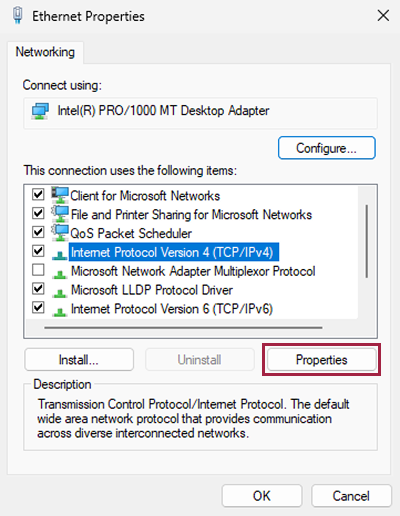 Ethernet Properties
Networking
Connect using:
Intel(R) PRO/1000 MT Desktop Adapter
Configure...
This connection uses the following items:
Client for Microsoft Networks
File and Printer Sharing for Microsoft Networks
QoS Packet Scheduler
Internet Protocol Version 4 (TCP/IPv4)
Microsoft Network Adapter Multiplexor Protocol
Microsoft LLDP Protocol Driver
Internet Protocol Version 6 (TCP/IPv6)
Install... Uninstall Properties
Description
Transmission Control Protocol/Internet Protocol. The default
wide area network protocol that provides communication
across diverse interconnected networks.
OK Cancel